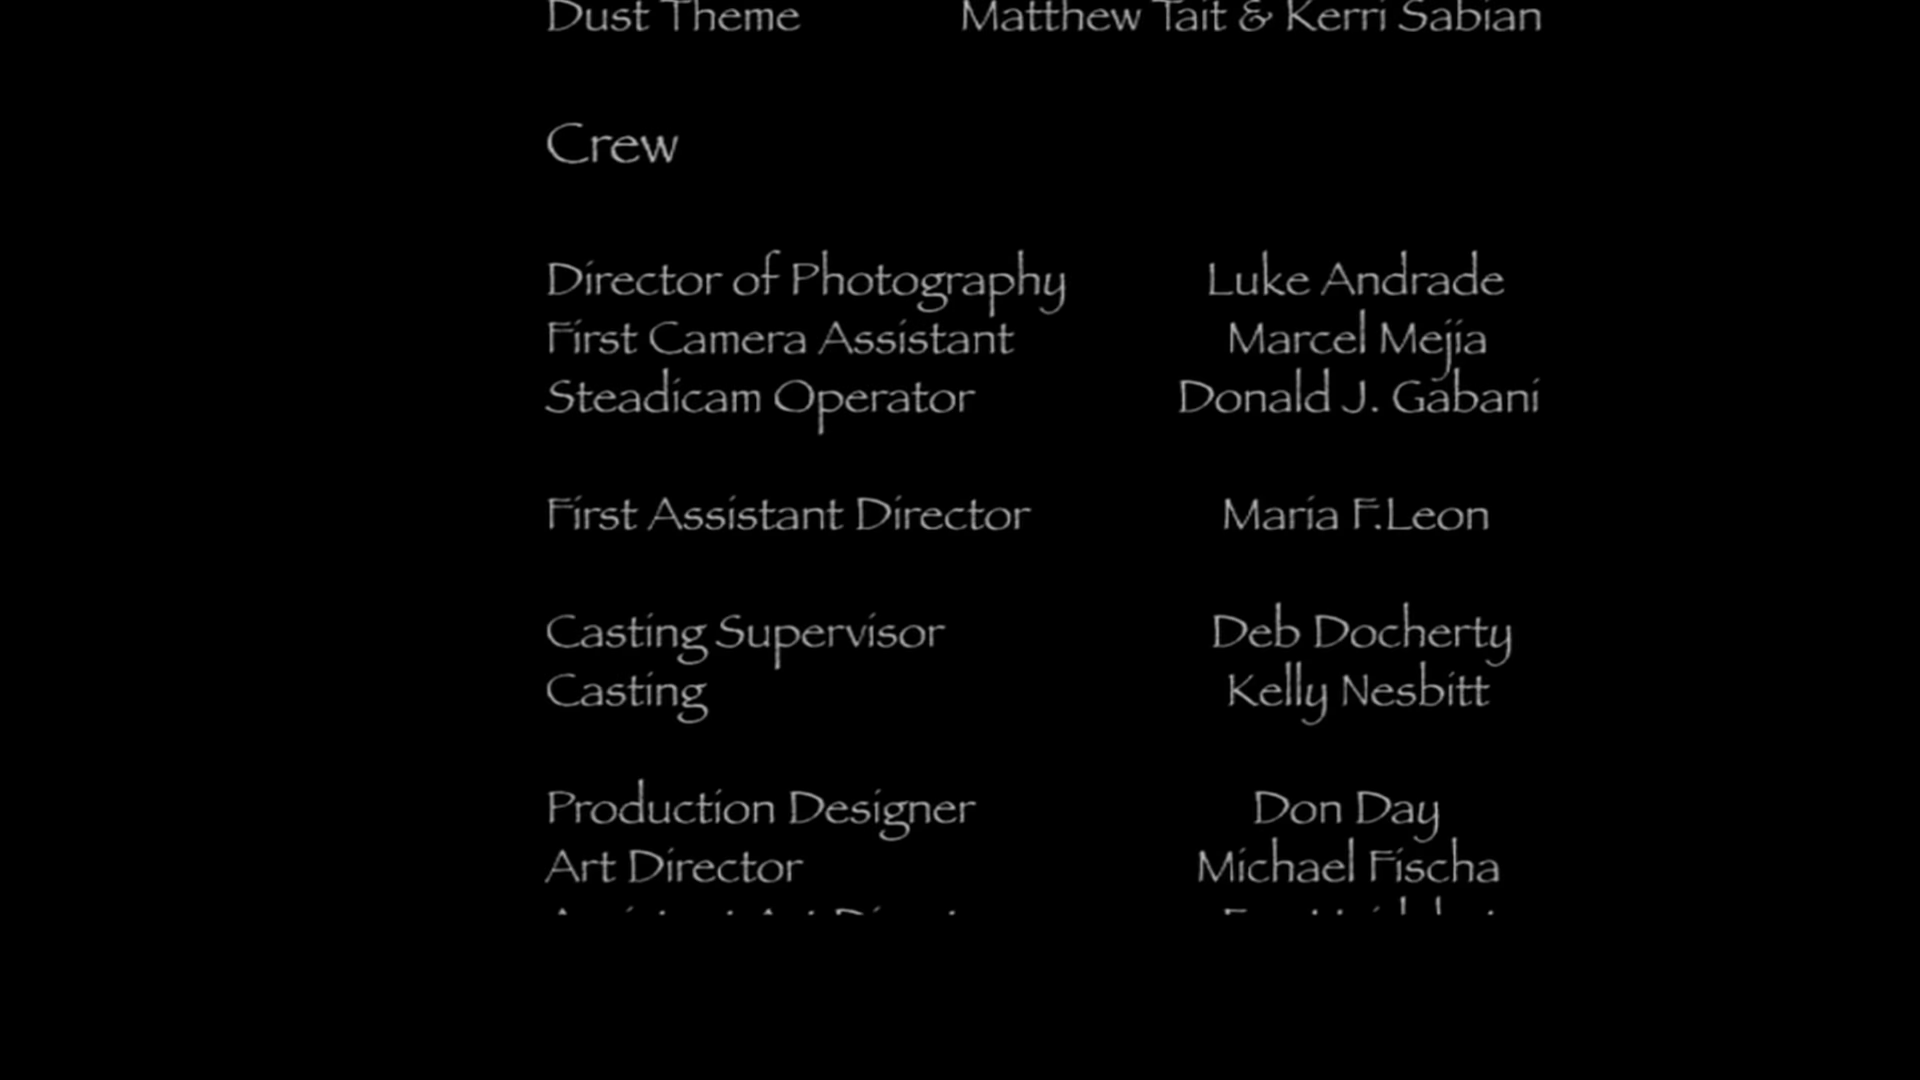 Dust Theme Matthew Tait & Kerri Sabian
Crew
Director of Photography Luke Andrade
First Camera Assistant Marcel Mejia
Steadicam Operator Donald J. Gabani
First Assistant Director Maria F.Leon
Casting Supervisor Deb Docherty
Casting Kelly Nesbitt
Production Designer Don Day
Art Director Michael Fischa